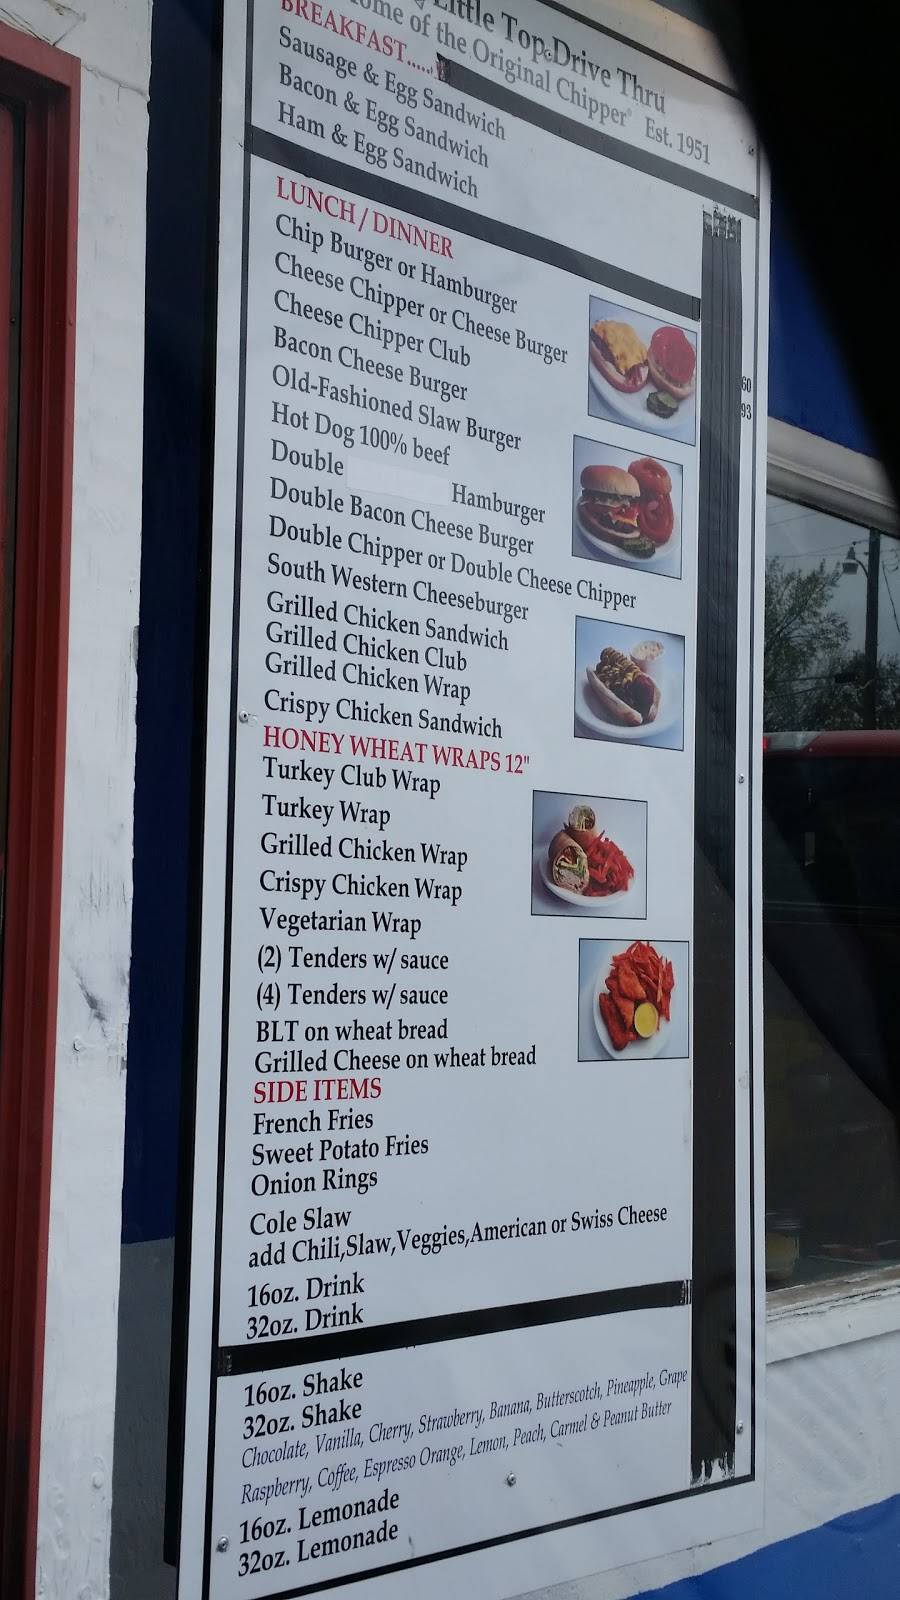 Little Top Drive Thru
of the Original Chipper® Est. 1951
BREAKFAST.....
Sausage & Egg Sandwich
Bacon & Egg Sandwich
Ham & Egg Sandwich
LUNCH / DINNER
Chip Burger or Hamburger
Cheese Chipper or Cheese Burger
Cheese Chipper Club
Bacon Cheese Burger
Old-Fashioned Slaw Burger
Hot Dog 100% beef
Double Hamburger
Double Bacon Cheese Burger
Double Chipper or Double Cheese Chipper
South Western Cheeseburger
Grilled Chicken Sandwich
Grilled Chicken Club
Grilled Chicken Wrap
Crispy Chicken Sandwich
HONEY WHEAT WRAPS 12"
Turkey Club Wrap
Turkey Wrap
Grilled Chicken Wrap
Crispy Chicken Wrap
Vegetarian Wrap
(2) Tenders w/ sauce
(4) Tenders w/ sauce
BLT on wheat bread
Grilled Cheese on wheat bread
SIDE ITEMS
French Fries
Sweet Potato Fries
Onion Rings
Cole Slaw
add Chili,Slaw,Veggies,American or Swiss Cheese
16oz. Drink
32oz. Drink
16oz. Shake
32oz. Shake
Chocolate, Vanilla, Cherry, Strawberry, Banana, Butterscotch, Pineapple, Grape
Raspberry, Coffee, Espresso Orange, Lemon, Peach, Carmel & Peanut Butter
16oz. Lemonade
32oz. Lemonade
60
93